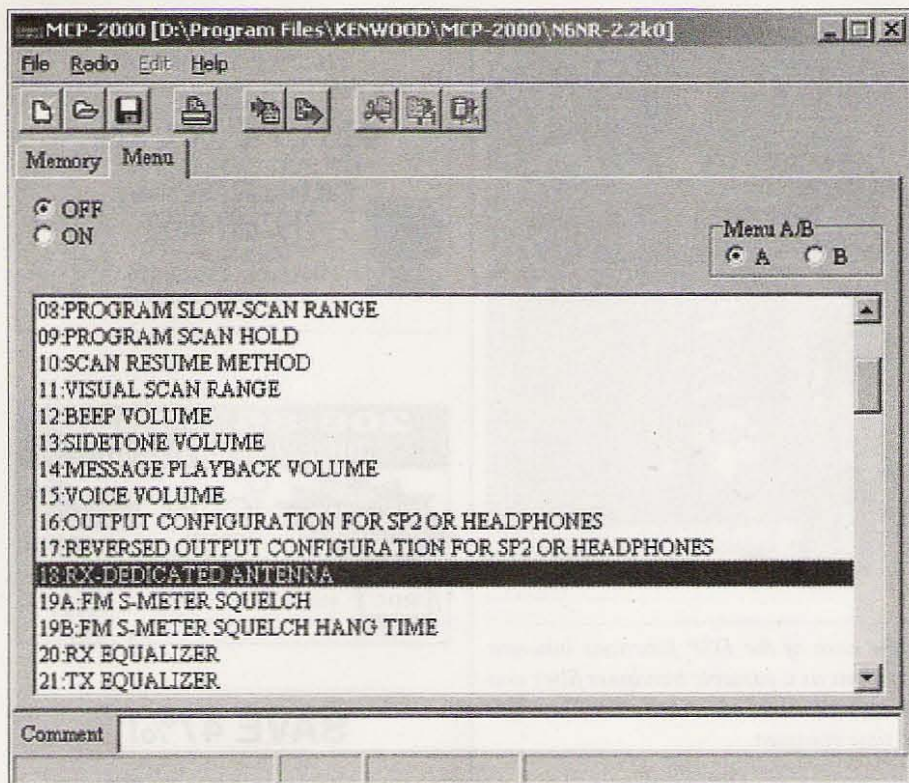 MCP-2000 [D:\Program Files\KENWOOD\MCP-2000\N6NR-2.2k0]
File Radio Edit Help
Memory Menu
OFF
ON
Menu A/B
A B
08:PROGRAM SLOW-SCAN RANGE
09:PROGRAM SCAN HOLD
10:SCAN RESUME METHOD
11:VISUAL SCAN RANGE
12:BEEP VOLUME
13:SIDETONE VOLUME
14:MESSAGE PLAYBACK VOLUME
15:VOICE VOLUME
16:OUTPUT CONFIGURATION FOR SP2 OR HEADPHONES
17:REVERSED OUTPUT CONFIGURATION FOR SP2 OR HEADPHONES
18:RX-DEDICATED ANTENNA
19A:FM S-METER SQUELCH
19B:FM S-METER SQUELCH HANG TIME
20:RX EQUALIZER
21:TX EQUALIZER
Comment